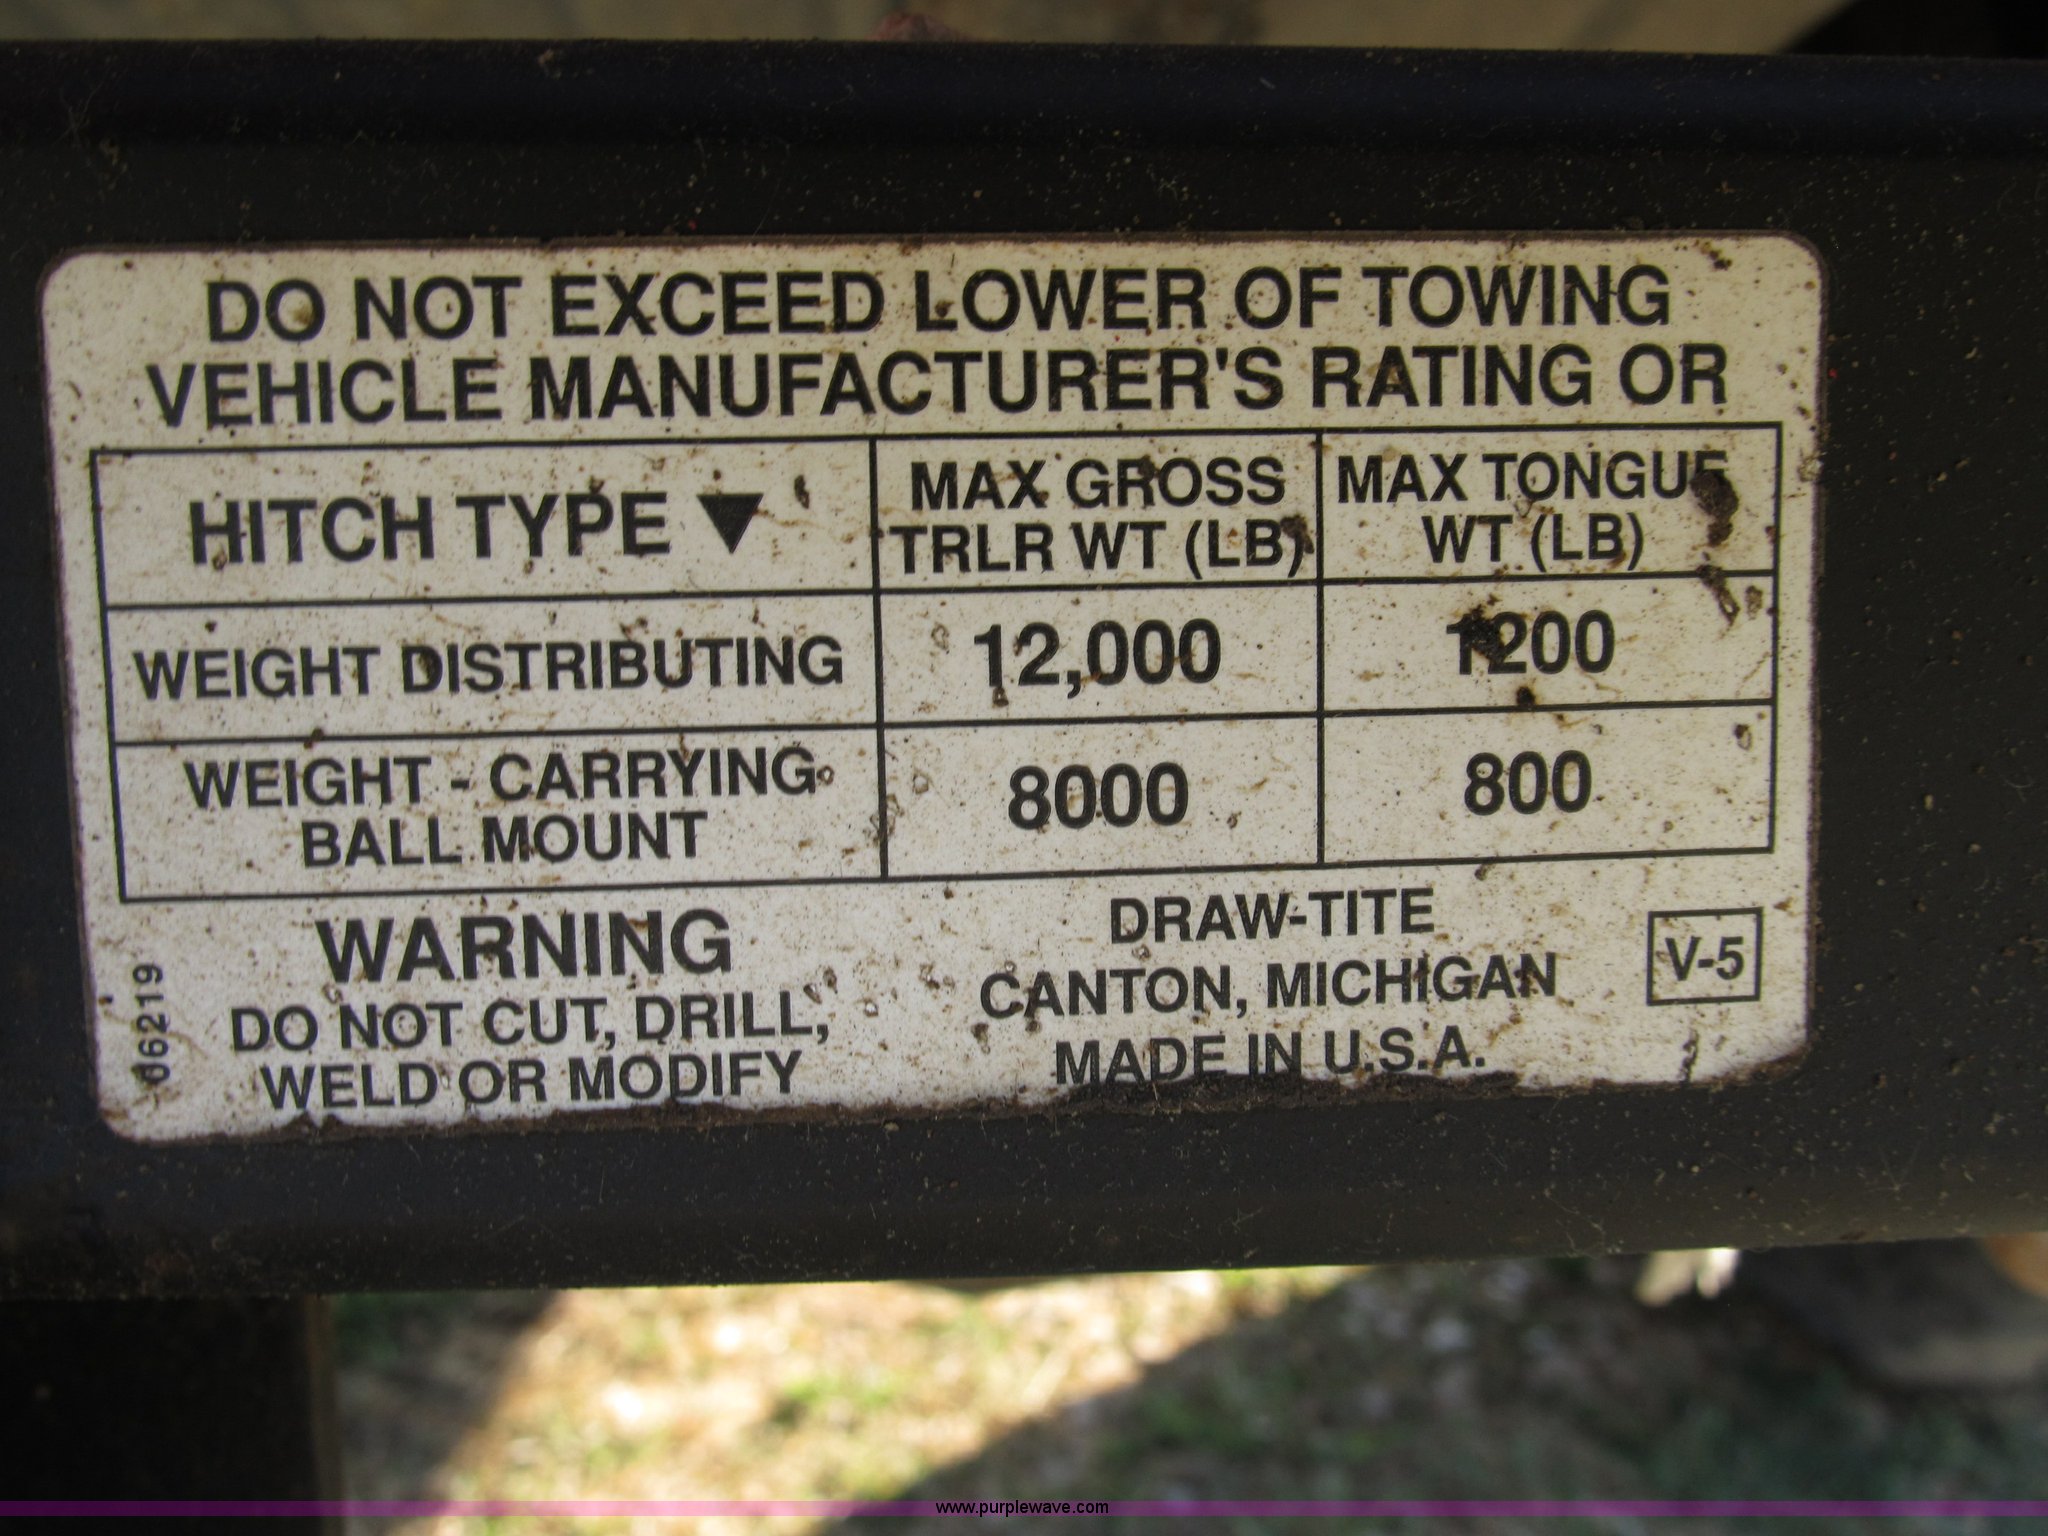 DO NOT EXCEED LOWER OF TOWING
VEHICLE MANUFACTURER'S RATING OR
HITCH TYPE ▼
MAX GROSS
TRLR WT (LB)
MAX TONGUE
WT (LB)
WEIGHT DISTRIBUTING
12,000
1200
WEIGHT - CARRYING
BALL MOUNT
8000
800
WARNING
DO NOT CUT, DRILL,
WELD OR MODIFY
06219
DRAW-TITE
CANTON, MICHIGAN
MADE IN U.S.A.
V-5
www.purplewave.com